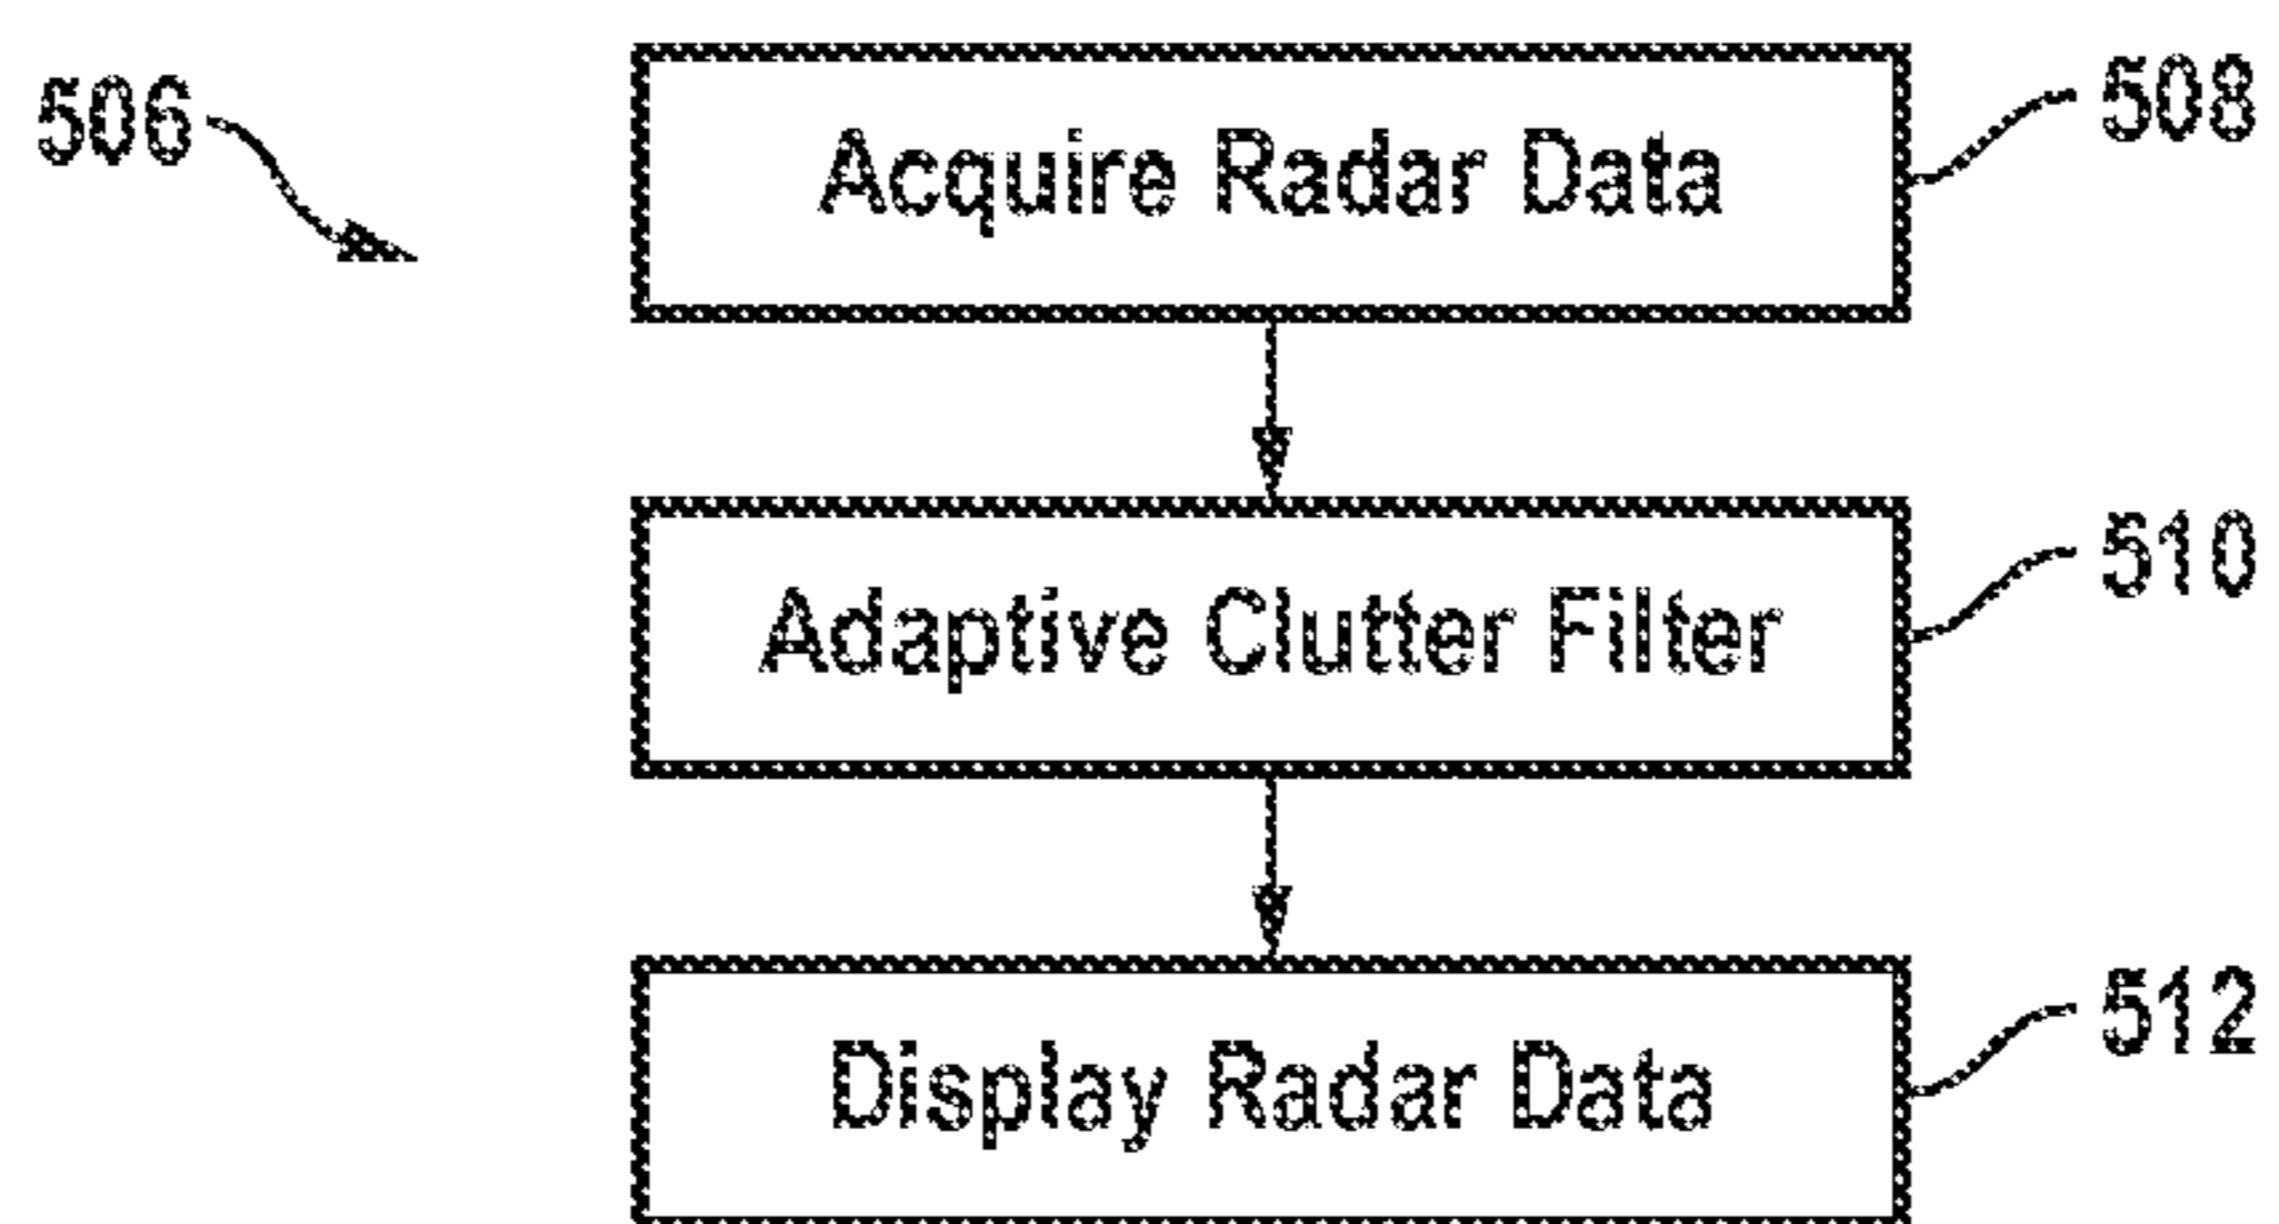 506
Acquire Radar Data
508
Adaptive Clutter Filter
510
Display Radar Data
512